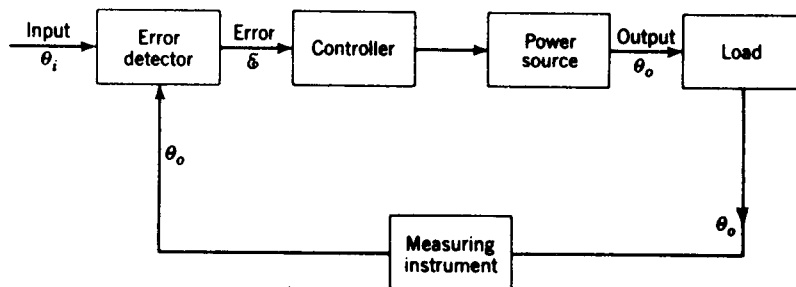 Input
θi
Error
detector
Error
ℰ
Controller
Power
source
Output
θo
Load
θo
θo
Measuring
instrument